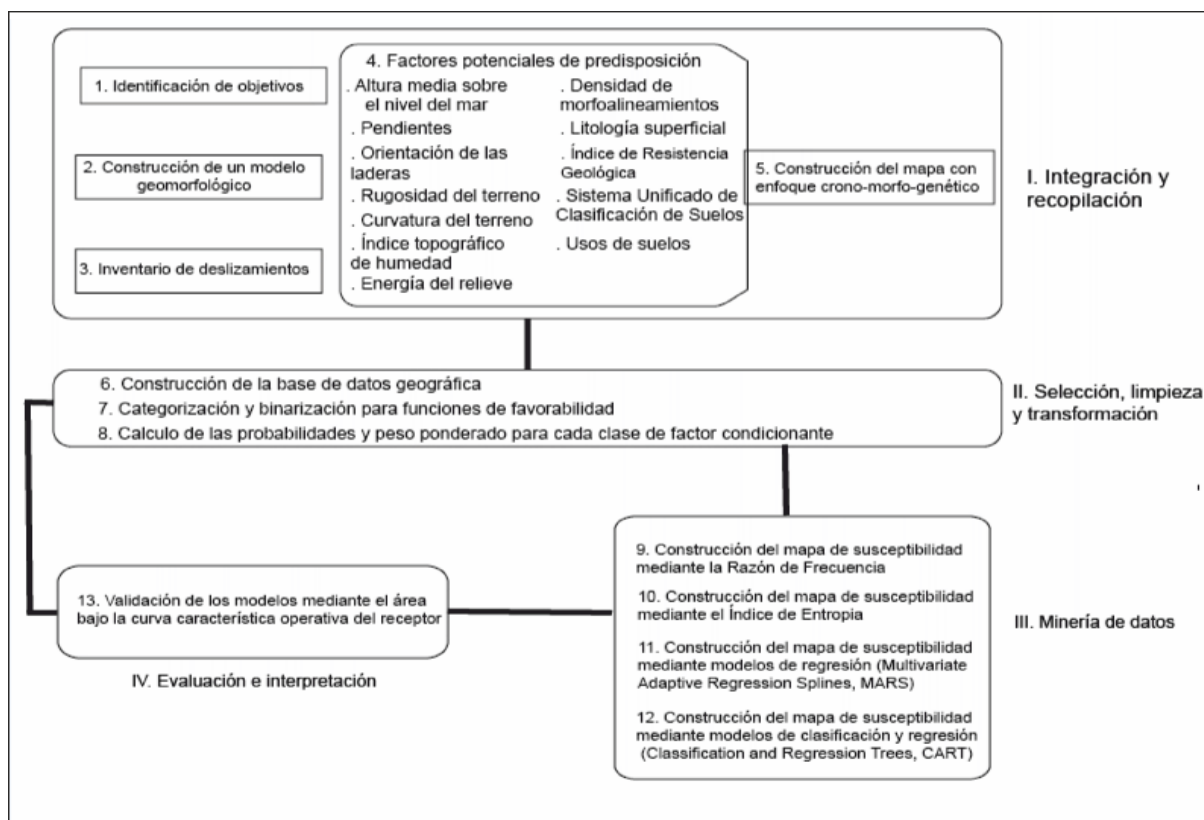 1. Identificación de objetivos
2. Construcción de un modelo
geomorfológico
3. Inventario de deslizamientos
4. Factores potenciales de predisposición
. Altura media sobre
el nivel del mar
. Pendientes
. Orientación de las
laderas
. Rugosidad del terreno
. Curvatura del terreno
. Índice topográfico
de humedad
. Energía del relieve
. Densidad de
morfoalineamientos
. Litología superficial
. Índice de Resistencia
Geológica
. Sistema Unificado de
Clasificación de Suelos
. Usos de suelos
5. Construcción del mapa con
enfoque crono-morfo-genético
I. Integración y
recopilación
6. Construcción de la base de datos geográfica
7. Categorización y binarización para funciones de favorabilidad
8. Calculo de las probabilidades y peso ponderado para cada clase de factor condicionante
II. Selección, limpieza
y transformación
9. Construcción del mapa de susceptibilidad
mediante la Razón de Frecuencia
10. Construcción del mapa de susceptibilidad
mediante el Índice de Entropia
11. Construcción del mapa de susceptibilidad
mediante modelos de regresión (Multivariate
Adaptive Regression Splines, MARS)
12. Construcción del mapa de susceptibilidad
mediante modelos de clasificación y regresión
(Classification and Regression Trees, CART)
III. Minería de datos
13. Validación de los modelos mediante el área
bajo la curva característica operativa del receptor
IV. Evaluación e interpretación